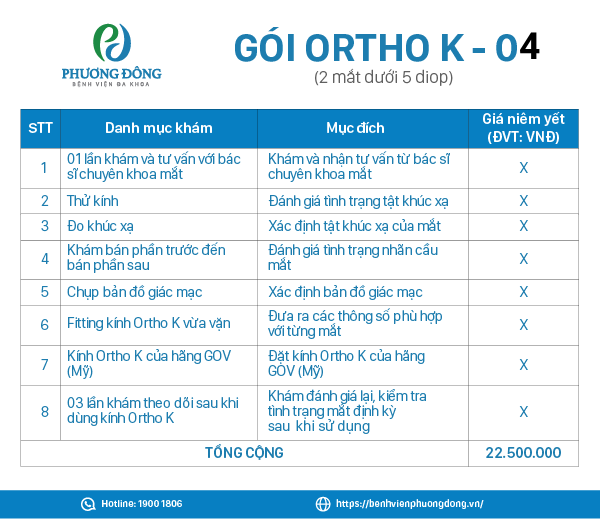 PHƯƠNG ĐÔNG
BỆNH VIỆN ĐA KHOA
GÓI ORTHO K - 04
(2 mắt dưới 5 diop)
STT
Danh mục khám
Mục đích
Giá niêm yết
(ĐVT: VNĐ)
1
01 lần khám và tư vấn với bác
sĩ chuyên khoa mắt
Khám và nhận tư vấn từ bác sĩ
chuyên khoa mắt
X
2
Thử kính
Đánh giá tình trạng tật khúc xạ
X
3
Đo khúc xạ
Xác định tật khúc xạ của mắt
X
4
Khám bán phần trước đến
bán phần sau
Đánh giá tình trạng nhãn cầu
mắt
X
5
Chụp bản đồ giác mạc
Xác định bản đồ giác mạc
X
6
Fitting kính Ortho K vừa vặn
Đưa ra các thông số phù hợp
với từng mắt
X
7
Kính Ortho K của hãng GOV
(Mỹ)
Đặt kính Ortho K của hãng
GOV (Mỹ)
X
8
03 lần khám theo dõi sau khi
dùng kính Ortho K
Khám đánh giá lại, kiểm tra
tình trạng mắt định kỳ
sau khi sử dụng
X
TỔNG CỘNG
22.500.000
Hotline: 1900 1806
https://benhvienphuongdong.vn/